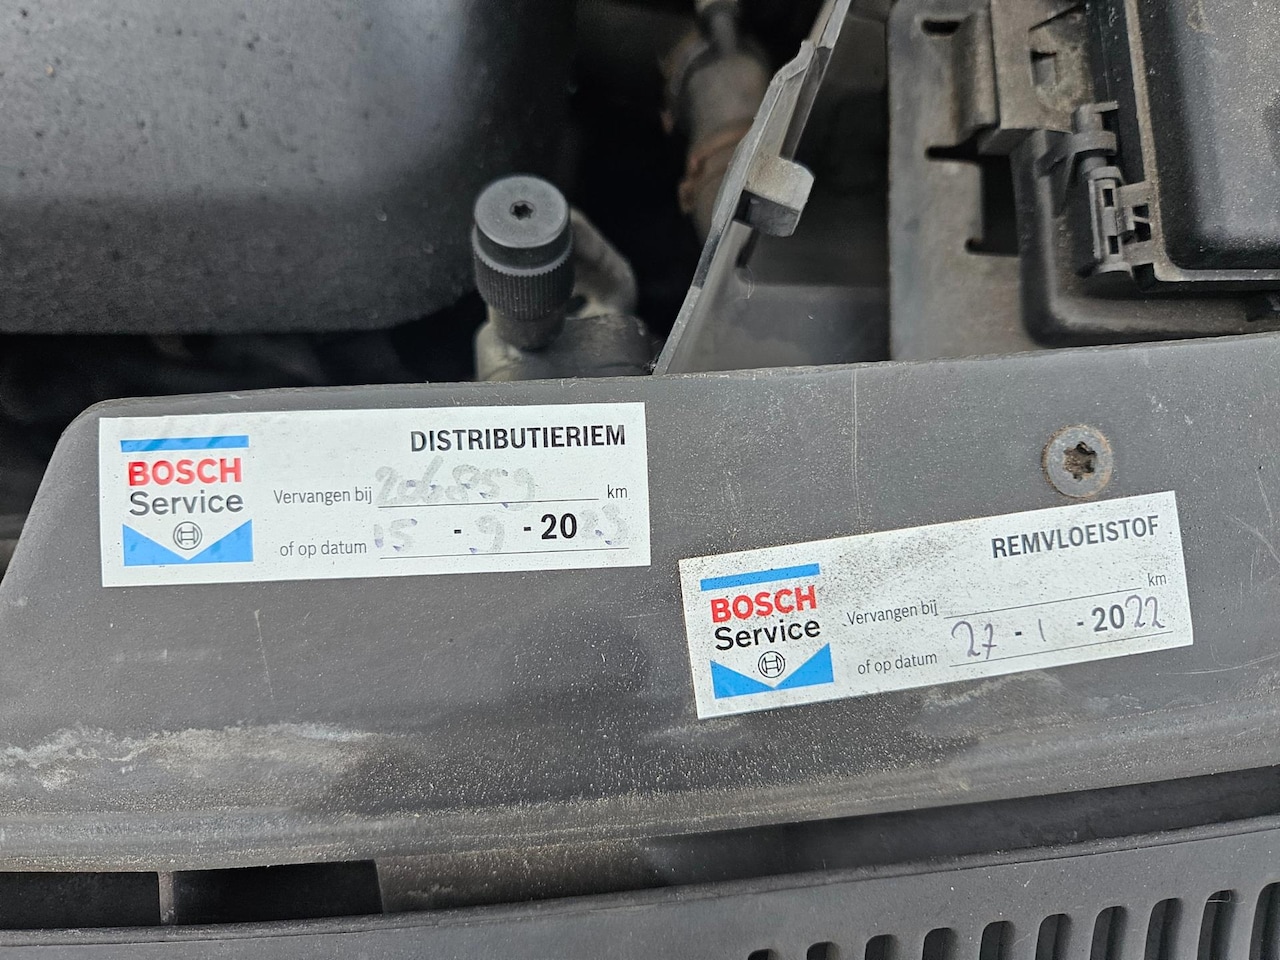 DISTRIBUTIERIEM
BOSCH
Service
Vervangen bij 206859 km
of op datum 15 - 9 - 20
REMVLOEISTOF
BOSCH
Service
Vervangen bij km
of op datum 27 - 1 - 2022